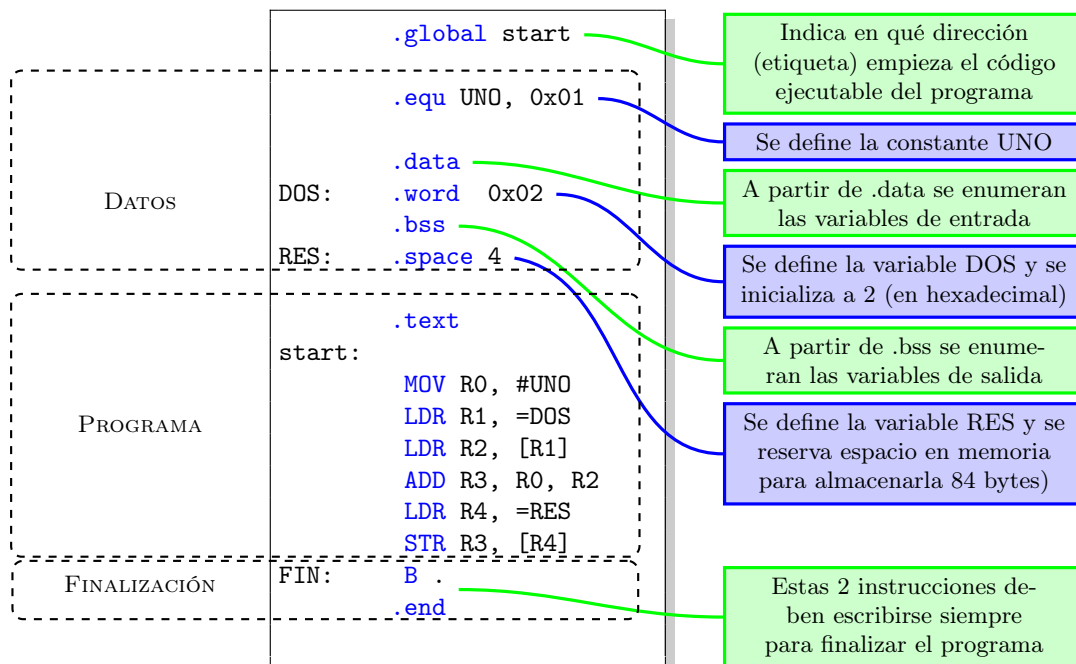 .global start
Indica en qué dirección
(etiqueta) empieza el código
ejecutable del programa
.equ UNO, 0x01
Se define la constante UNO
DATOS
.data
DOS: .word 0x02
.bss
RES: .space 4
A partir de .data se enumeran
las variables de entrada
Se define la variable DOS y se
inicializa a 2 (en hexadecimal)
A partir de .bss se enume-
ran las variables de salida
Se define la variable RES y se
reserva espacio en memoria
para almacenarla 84 bytes)
PROGRAMA
.text
start:
MOV R0, #UNO
LDR R1, =DOS
LDR R2, [R1]
ADD R3, R0, R2
LDR R4, =RES
STR R3, [R4]
FINALIZACIÓN
FIN: B .
.end
Estas 2 instrucciones de-
ben escribirse siempre
para finalizar el programa